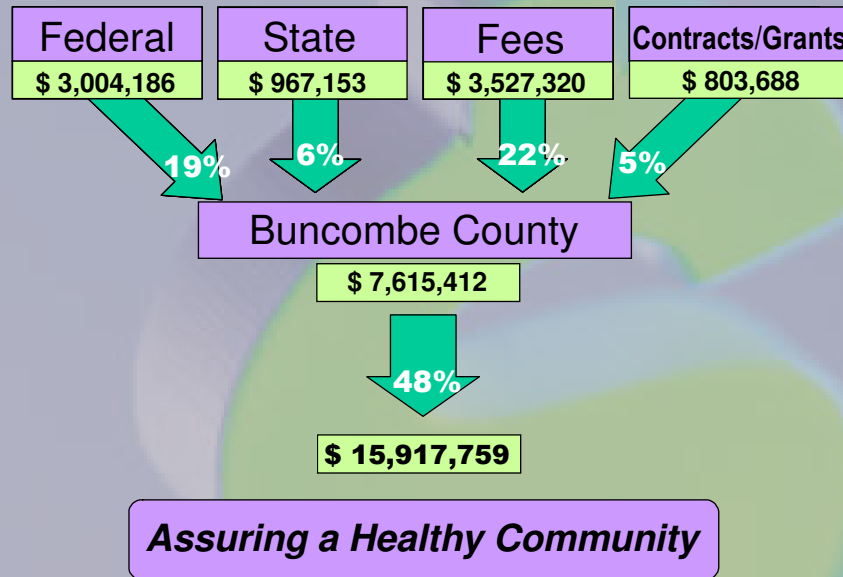 Federal
State
Fees
Contracts/Grants
$ 3,004,186
$ 967,153
$ 3,527,320
$ 803,688
19%
6%
22%
5%
Buncombe County
$ 7,615,412
48%
$ 15,917,759
Assuring a Healthy Community